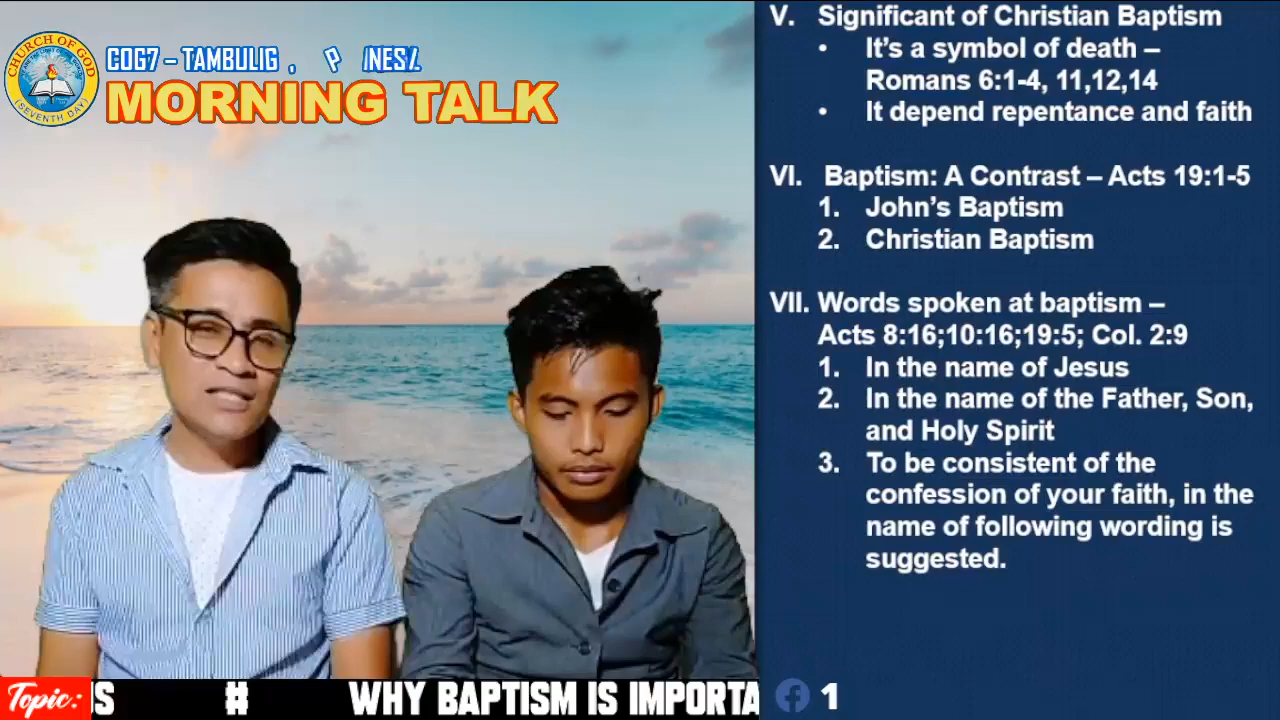 CHURCH OF GOD
(SEVENTH DAY)
COG7 – TAMBULIG , P INES
MORNING TALK
V. Significant of Christian Baptism
• It’s a symbol of death –
Romans 6:1-4, 11,12,14
• It depend repentance and faith
VI. Baptism: A Contrast – Acts 19:1-5
1. John’s Baptism
2. Christian Baptism
VII. Words spoken at baptism –
Acts 8:16;10:16;19:5; Col. 2:9
1. In the name of Jesus
2. In the name of the Father, Son,
and Holy Spirit
3. To be consistent of the
confession of your faith, in the
name of following wording is
suggested.
Topic: S # WHY BAPTISM IS IMPORTA
1